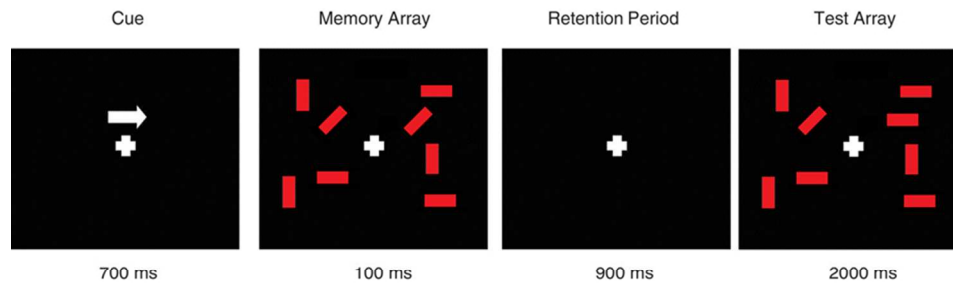 Cue
Memory Array
Retention Period
Test Array
700 ms
100 ms
900 ms
2000 ms